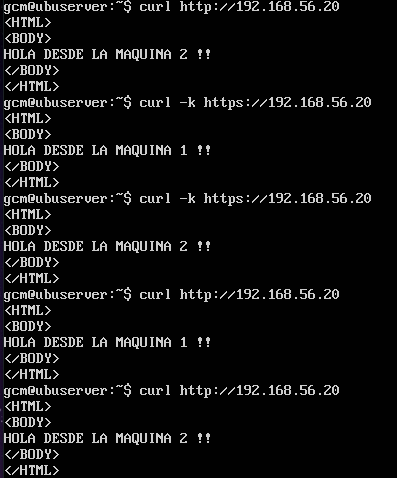 gcm@ubuserver:~$ curl http://192.168.56.20
<HTML>
<BODY>
HOLA DESDE LA MAQUINA 2 !!
</BODY>
</HTML>
gcm@ubuserver:~$ curl -k https://192.168.56.20
<HTML>
<BODY>
HOLA DESDE LA MAQUINA 1 !!
</BODY>
</HTML>
gcm@ubuserver:~$ curl -k https://192.168.56.20
<HTML>
<BODY>
HOLA DESDE LA MAQUINA 2 !!
</BODY>
</HTML>
gcm@ubuserver:~$ curl http://192.168.56.20
<HTML>
<BODY>
HOLA DESDE LA MAQUINA 1 !!
</BODY>
</HTML>
gcm@ubuserver:~$ curl http://192.168.56.20
<HTML>
<BODY>
HOLA DESDE LA MAQUINA 2 !!
</BODY>
</HTML>